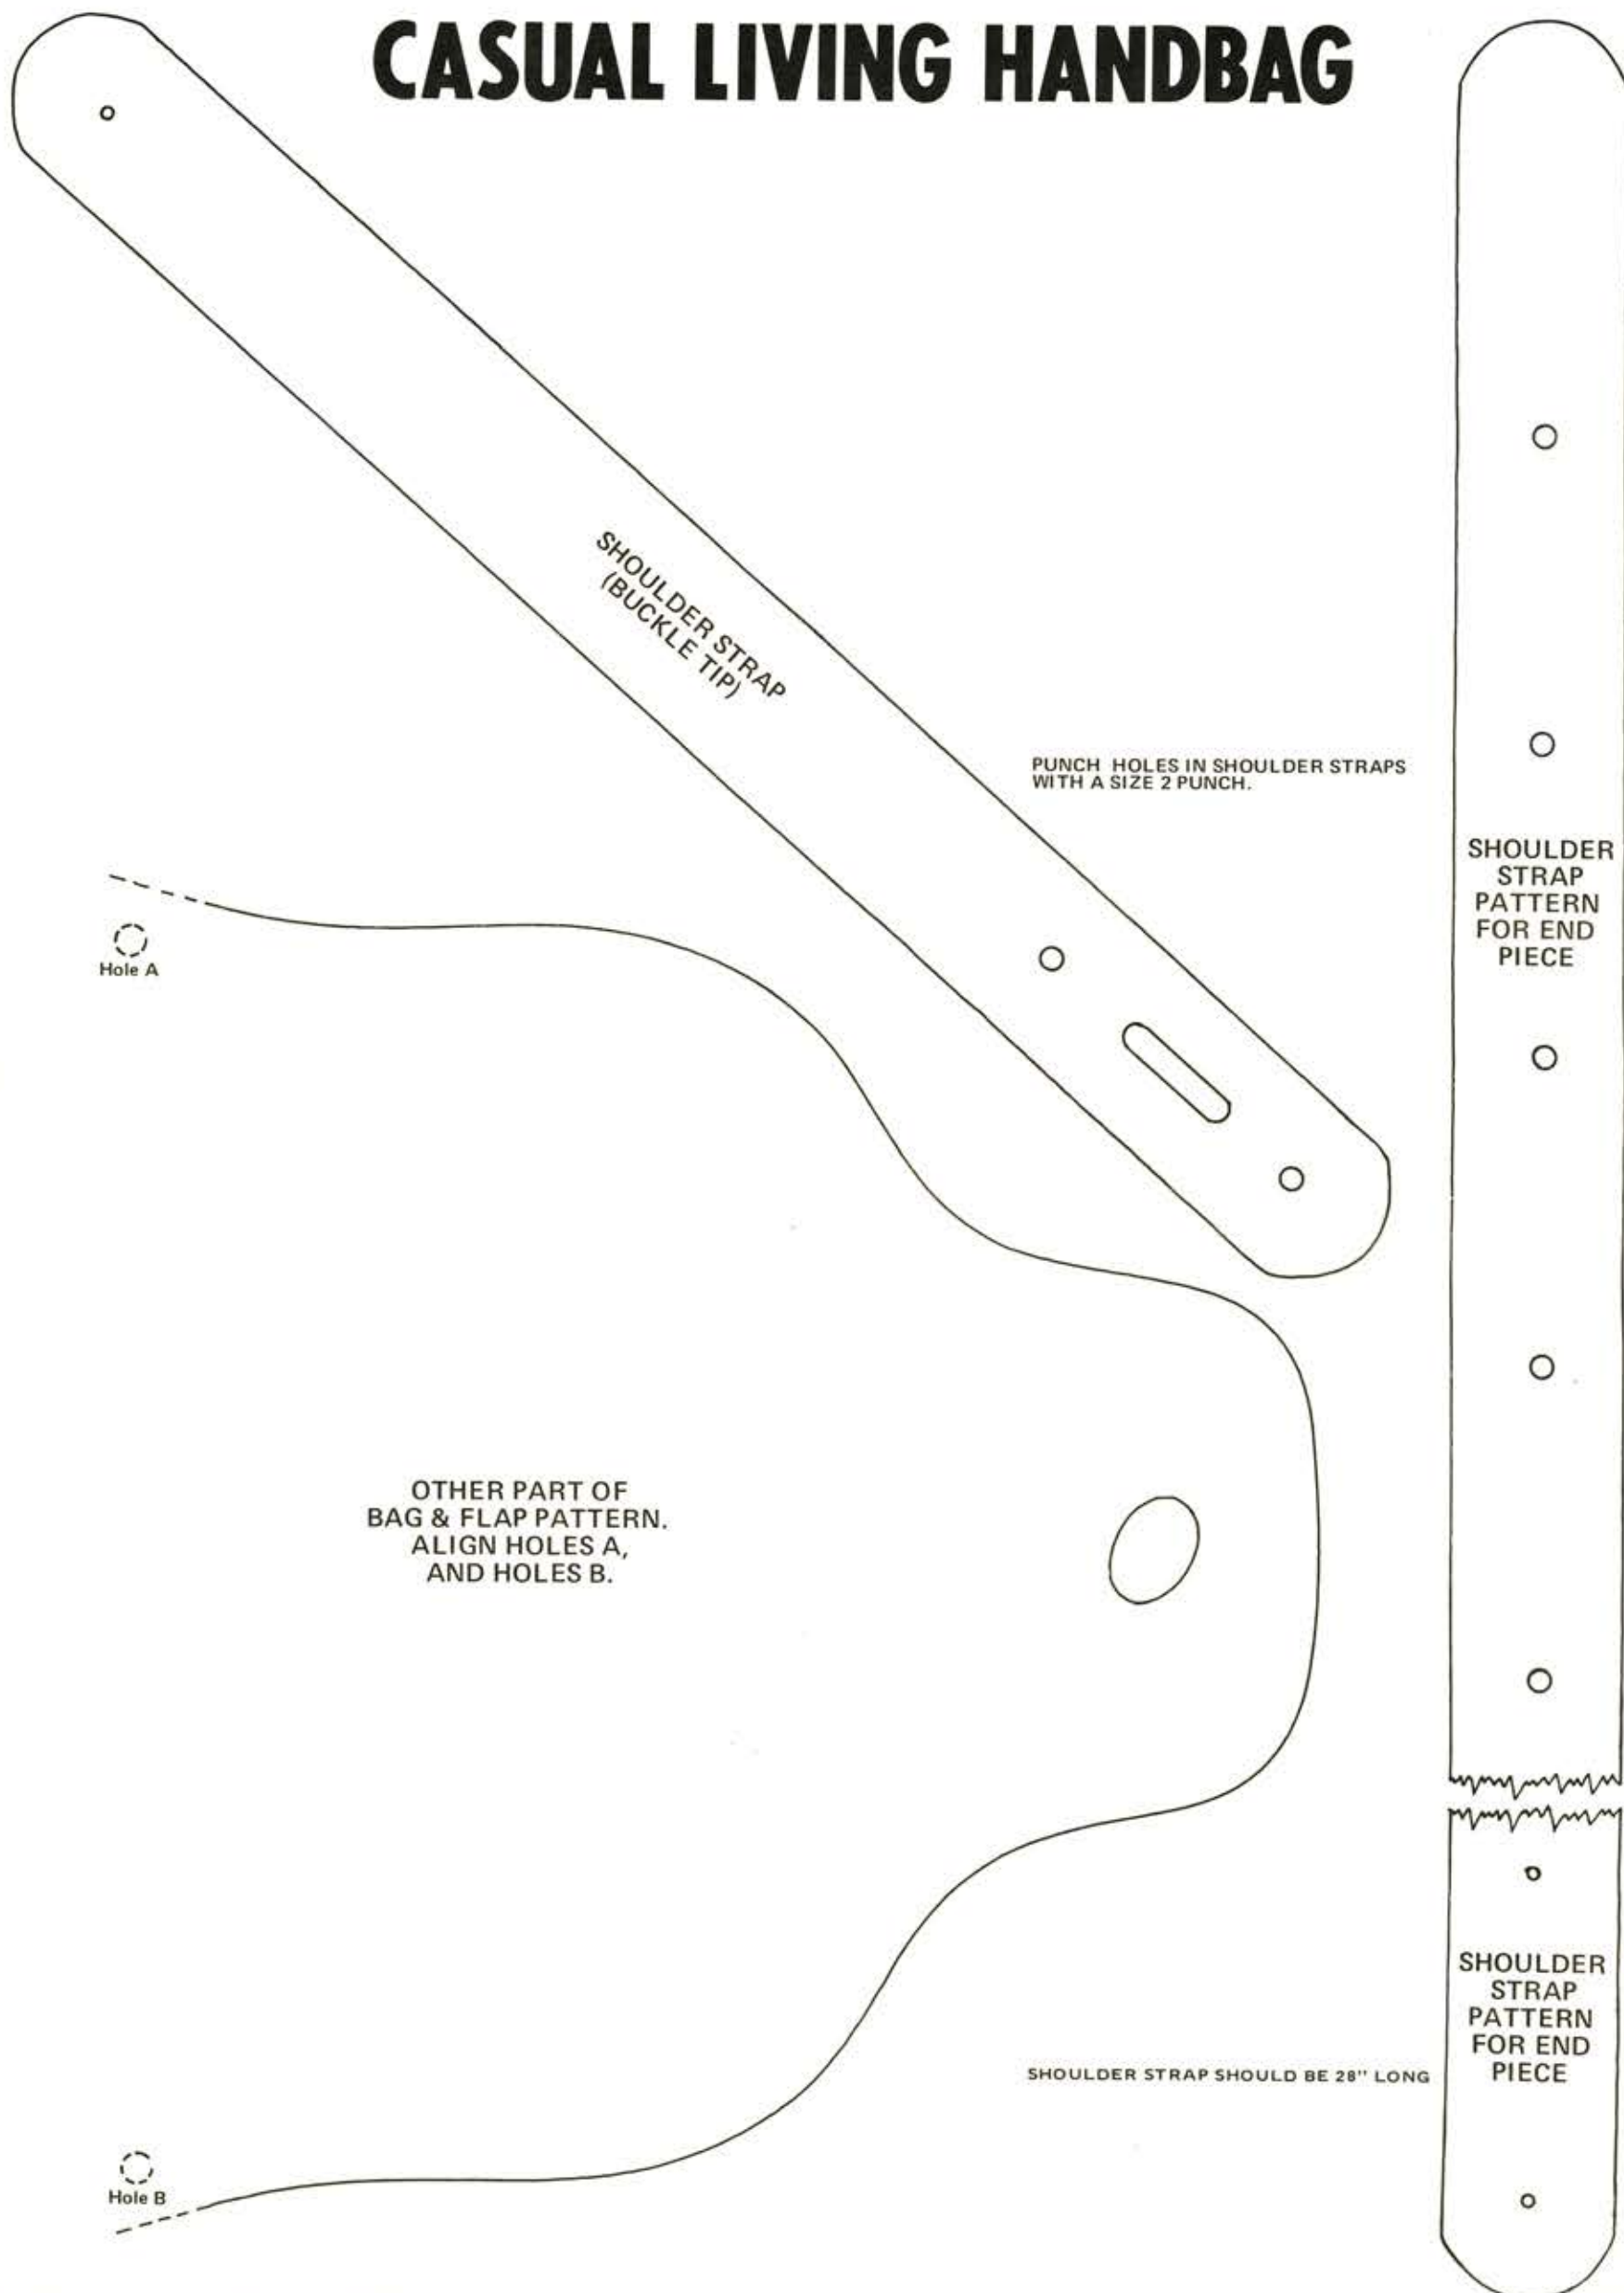 CASUAL LIVING HANDBAG
SHOULDER STRAP
(BUCKLE TIP)
PUNCH HOLES IN SHOULDER STRAPS
WITH A SIZE 2 PUNCH.
SHOULDER
STRAP
PATTERN
FOR END
PIECE
Hole A
OTHER PART OF
BAG & FLAP PATTERN.
ALIGN HOLES A,
AND HOLES B.
SHOULDER
STRAP
PATTERN
FOR END
PIECE
SHOULDER STRAP SHOULD BE 28" LONG
Hole B